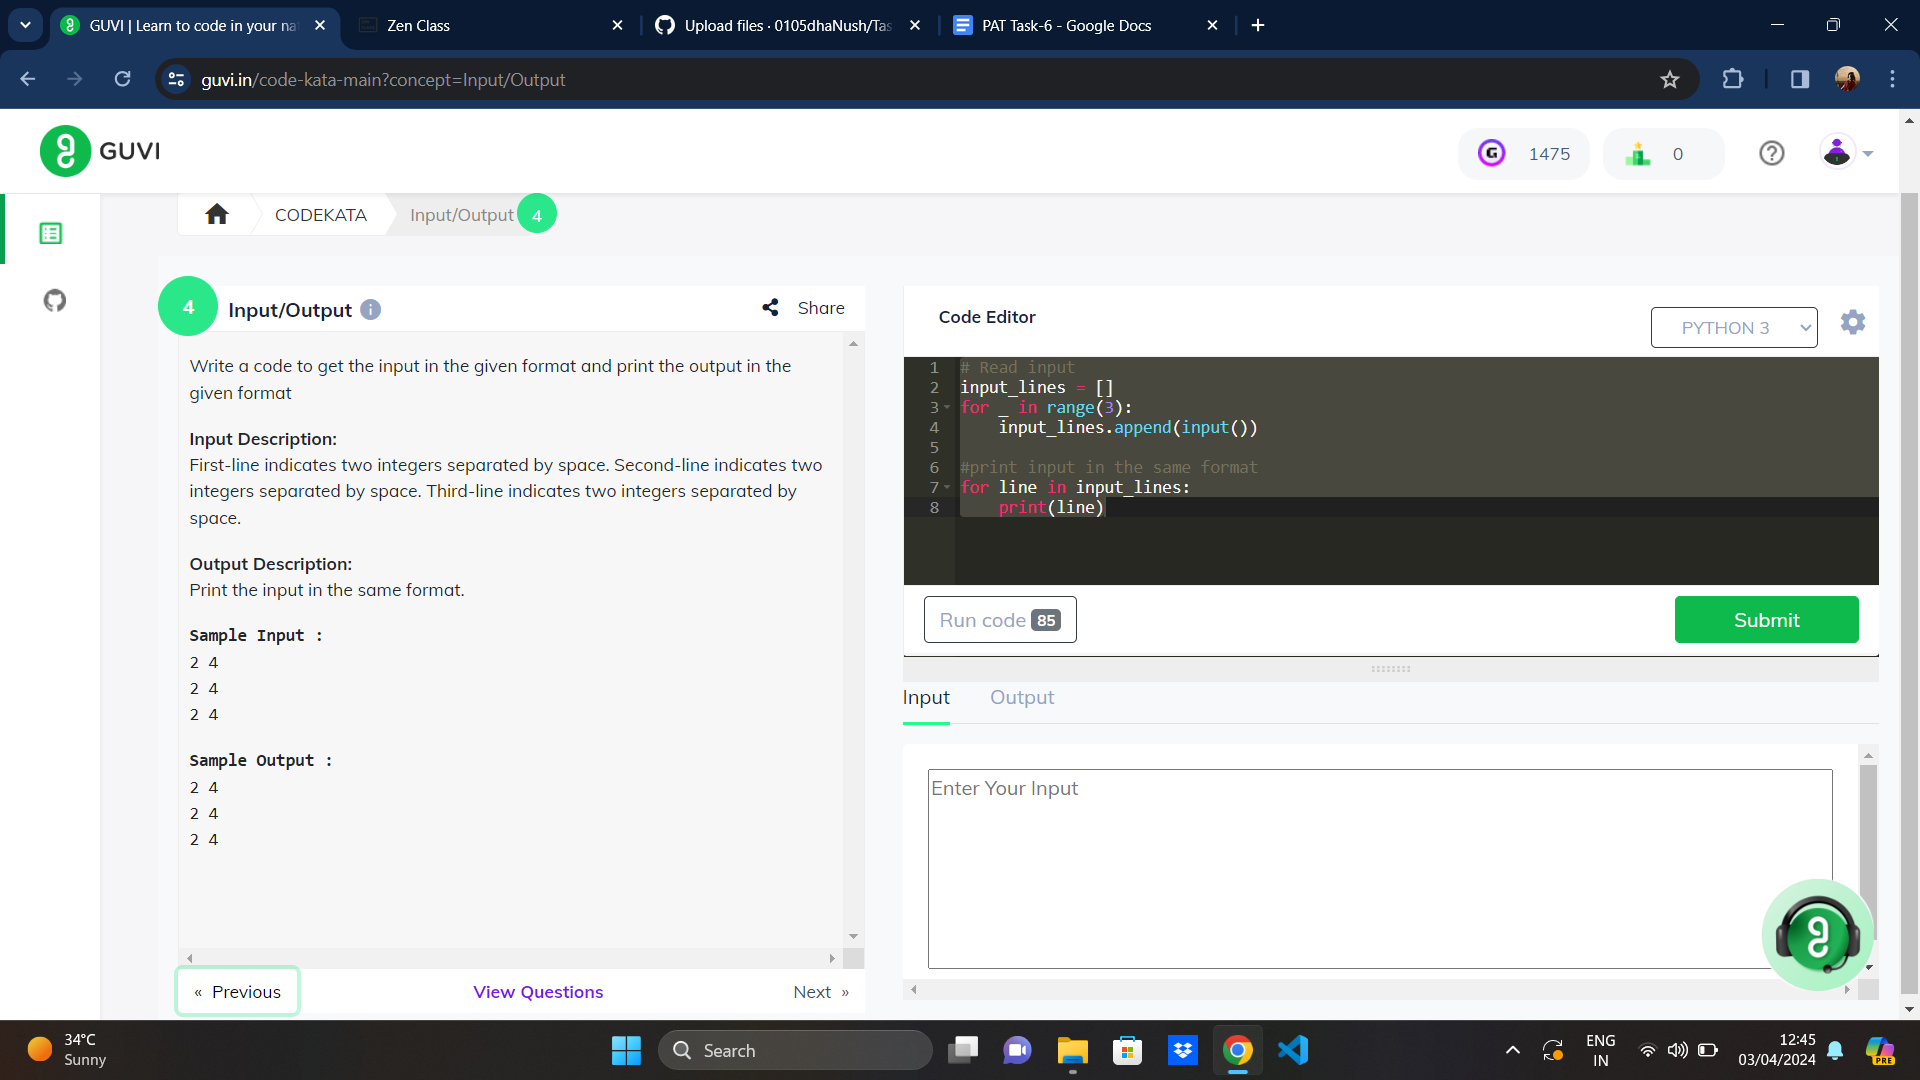 GUVI | Learn to code in your na
Zen Class
Upload files · 0105dhaNush/Tas
PAT Task-6 - Google Docs
guvi.in/code-kata-main?concept=Input/Output
GUVI
G 1475
0
CODEKATA
Input/Output 4
4 Input/Output
Share
Write a code to get the input in the given format and print the output in the
given format
Input Description:
First-line indicates two integers separated by space. Second-line indicates two
integers separated by space. Third-line indicates two integers separated by
space.
Output Description:
Print the input in the same format.
Sample Input :
2 4
2 4
2 4
Sample Output :
2 4
2 4
2 4
« Previous
View Questions
Next »
Code Editor
PYTHON 3
1 # Read input
2 input_lines = []
3 for _ in range(3):
4     input_lines.append(input())
5
6 #print input in the same format
7 for line in input_lines:
8     print(line)
Run code 85
Submit
Input
Output
Enter Your Input
34°C
Sunny
Search
ENG
IN
12:45
03/04/2024
PRE